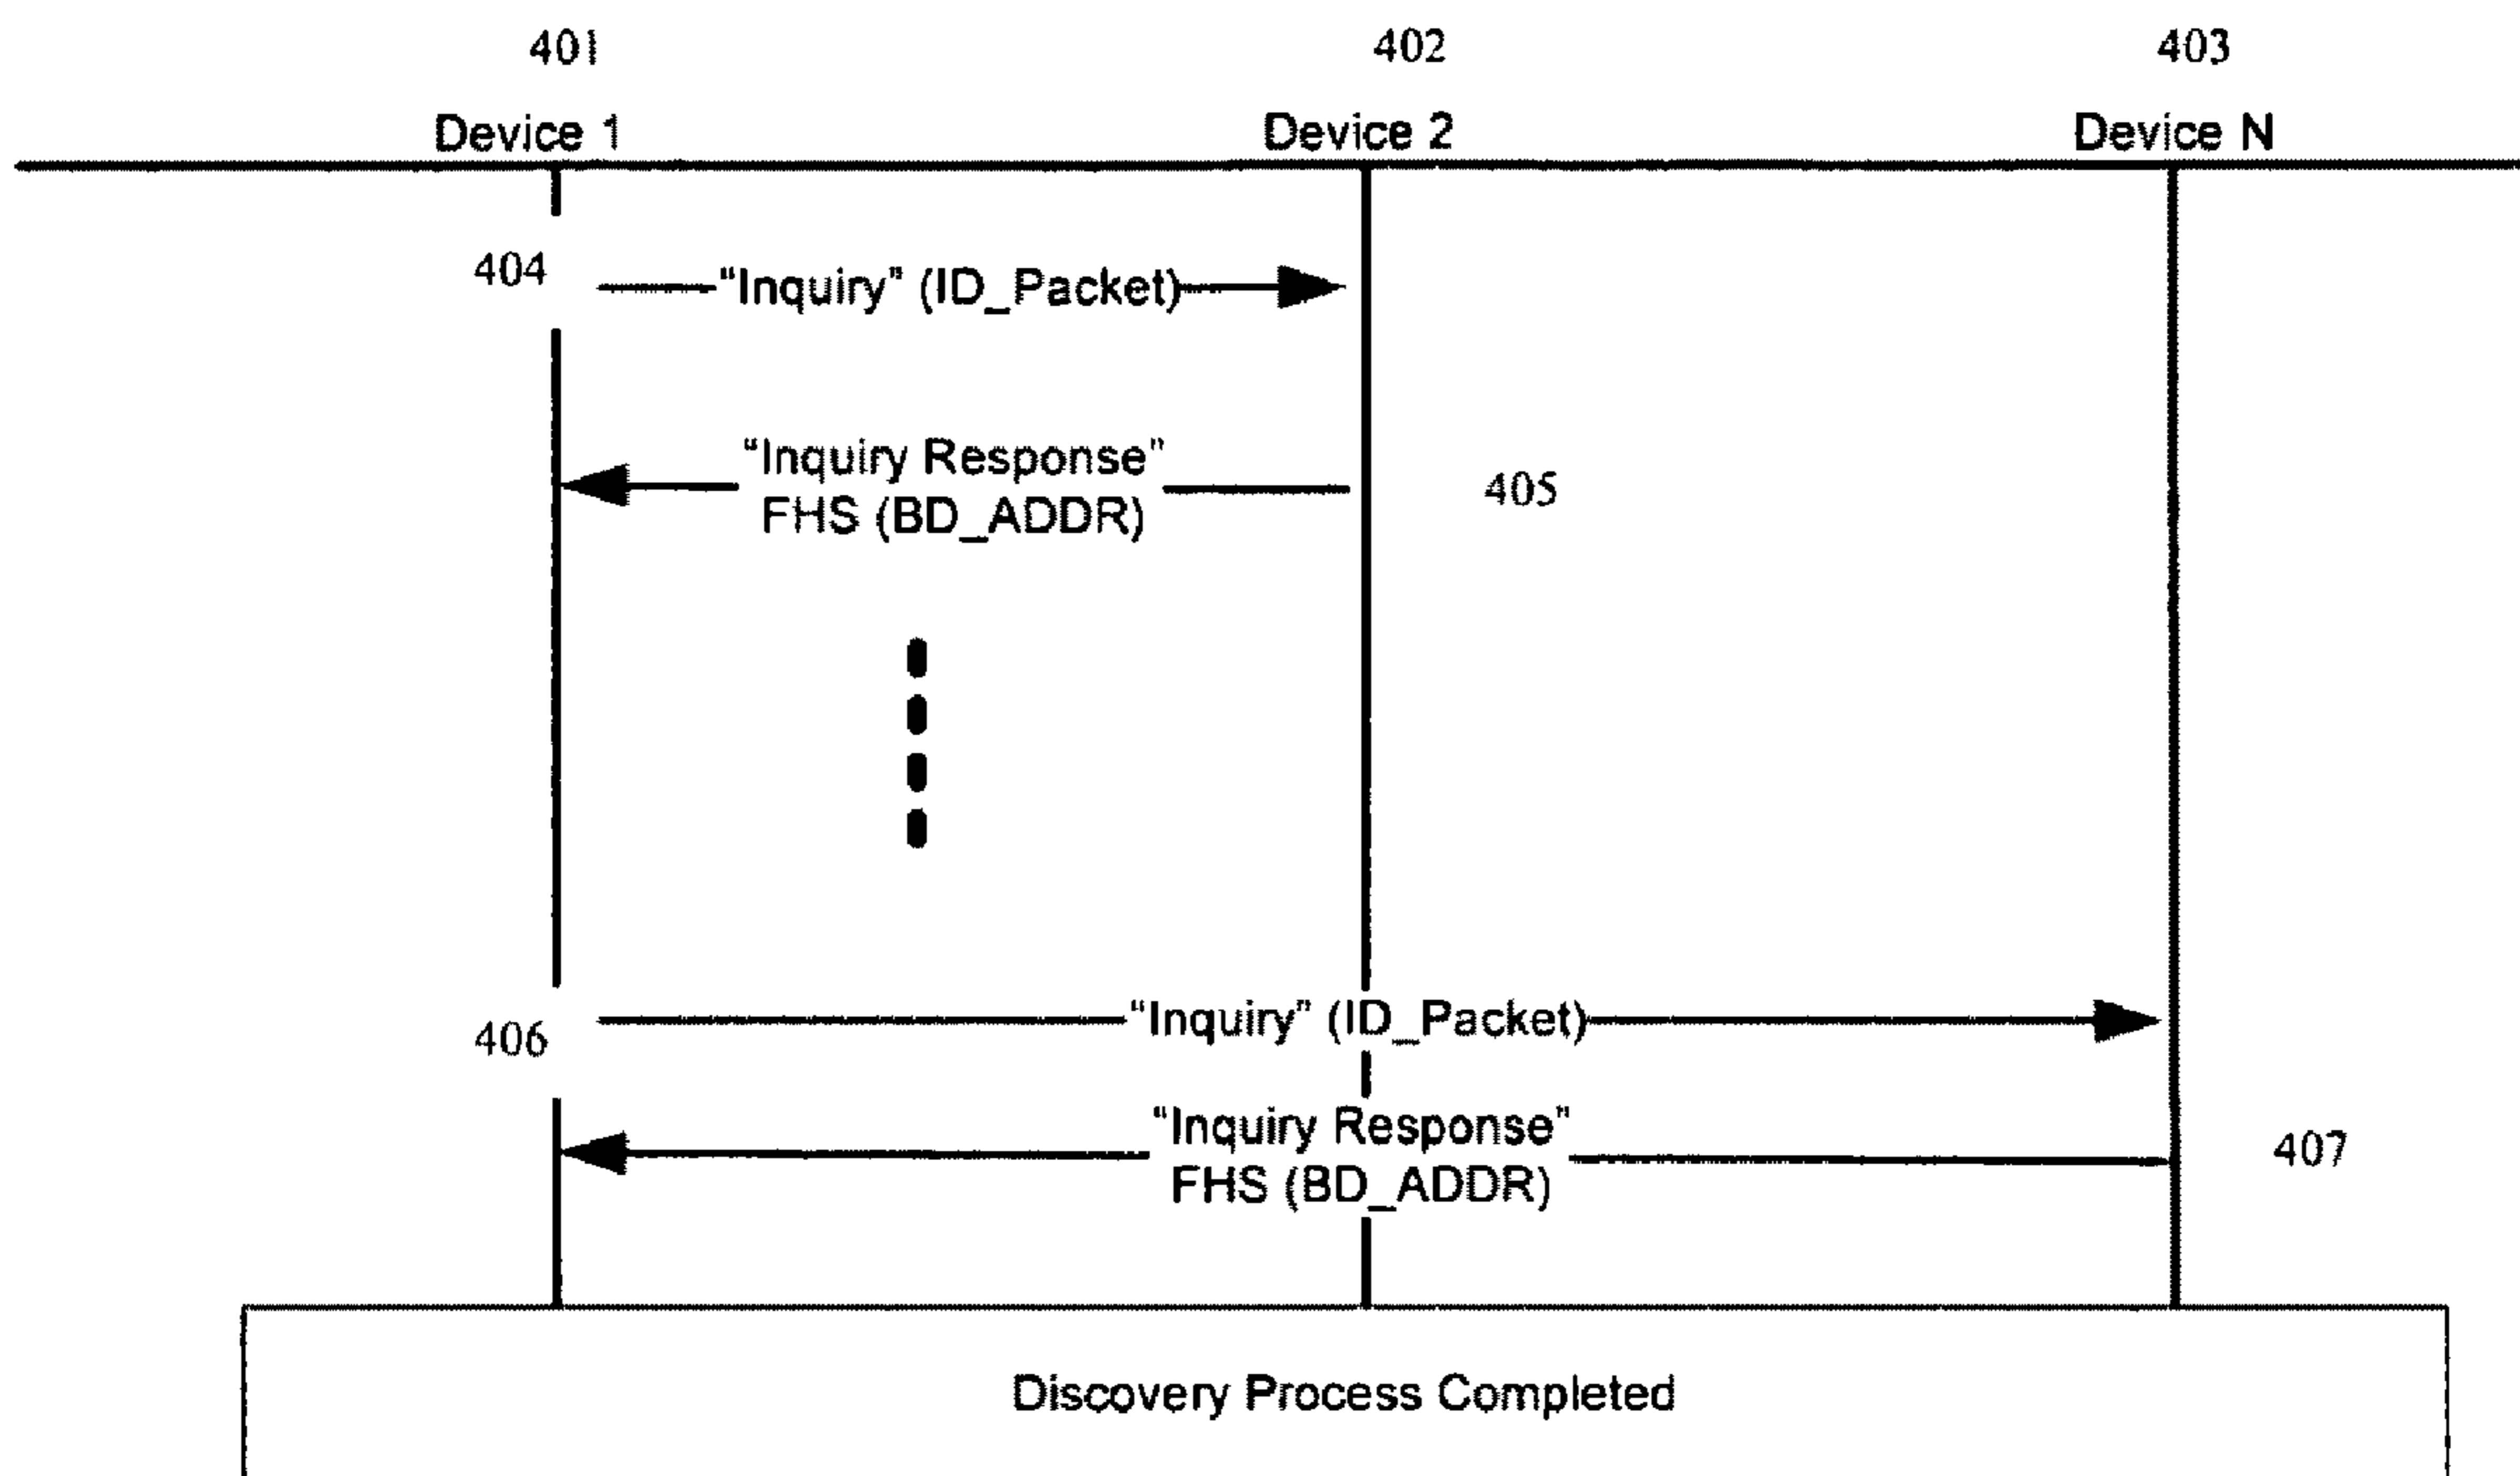 401
402
403
Device 1
Device 2
Device N
404
“Inquiry” (ID_Packet)
“Inquiry Response”
FHS (BD_ADDR)
405
406
“Inquiry” (ID_Packet)
“Inquiry Response”
FHS (BD_ADDR)
407
Discovery Process Completed